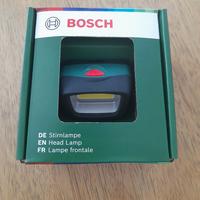 BOSCH
DE Stirnlampe
EN Head Lamp
FR Lampe frontale